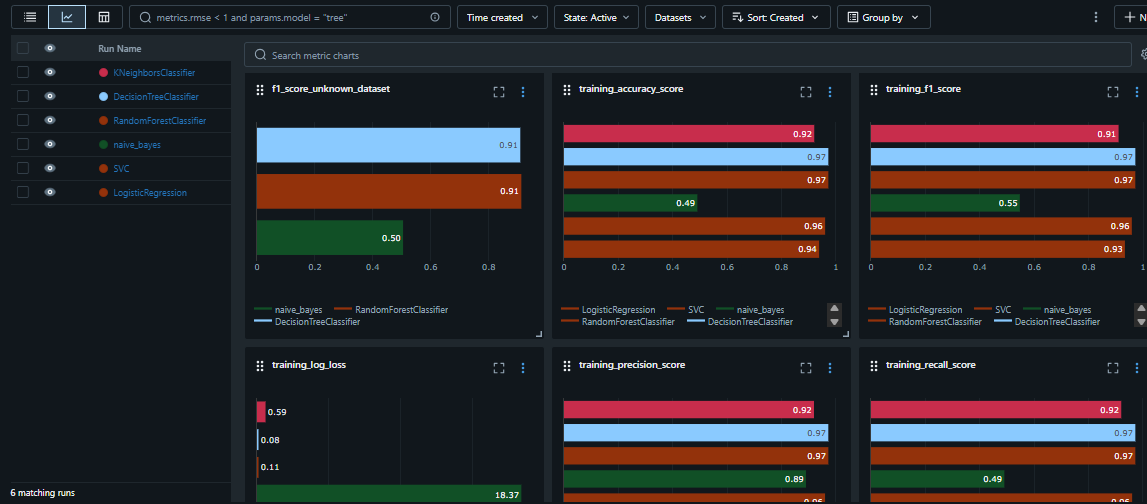 metrics.rmse < 1 and params.model = "tree"
Time created
State: Active
Datasets
Sort: Created
Group by
Run Name
KNeighborsClassifier
DecisionTreeClassifier
RandomForestClassifier
naive_bayes
SVC
LogisticRegression
6 matching runs
Search metric charts
f1_score_unknown_dataset
0.91
0.91
0.50
0 0.2 0.4 0.6 0.8
naive_bayes RandomForestClassifier
DecisionTreeClassifier
training_accuracy_score
0.92
0.97
0.97
0.49
0.96
0.94
0 0.2 0.4 0.6 0.8 1
LogisticRegression SVC naive_bayes
RandomForestClassifier DecisionTreeClassifier
training_f1_score
0.91
0.97
0.97
0.55
0.96
0.93
0 0.2 0.4 0.6 0.8 1
LogisticRegression SVC naive_bayes
RandomForestClassifier DecisionTreeClassifier
training_log_loss
0.59
0.08
0.11
18.37
training_precision_score
0.92
0.97
0.97
0.89
training_recall_score
0.92
0.97
0.97
0.49